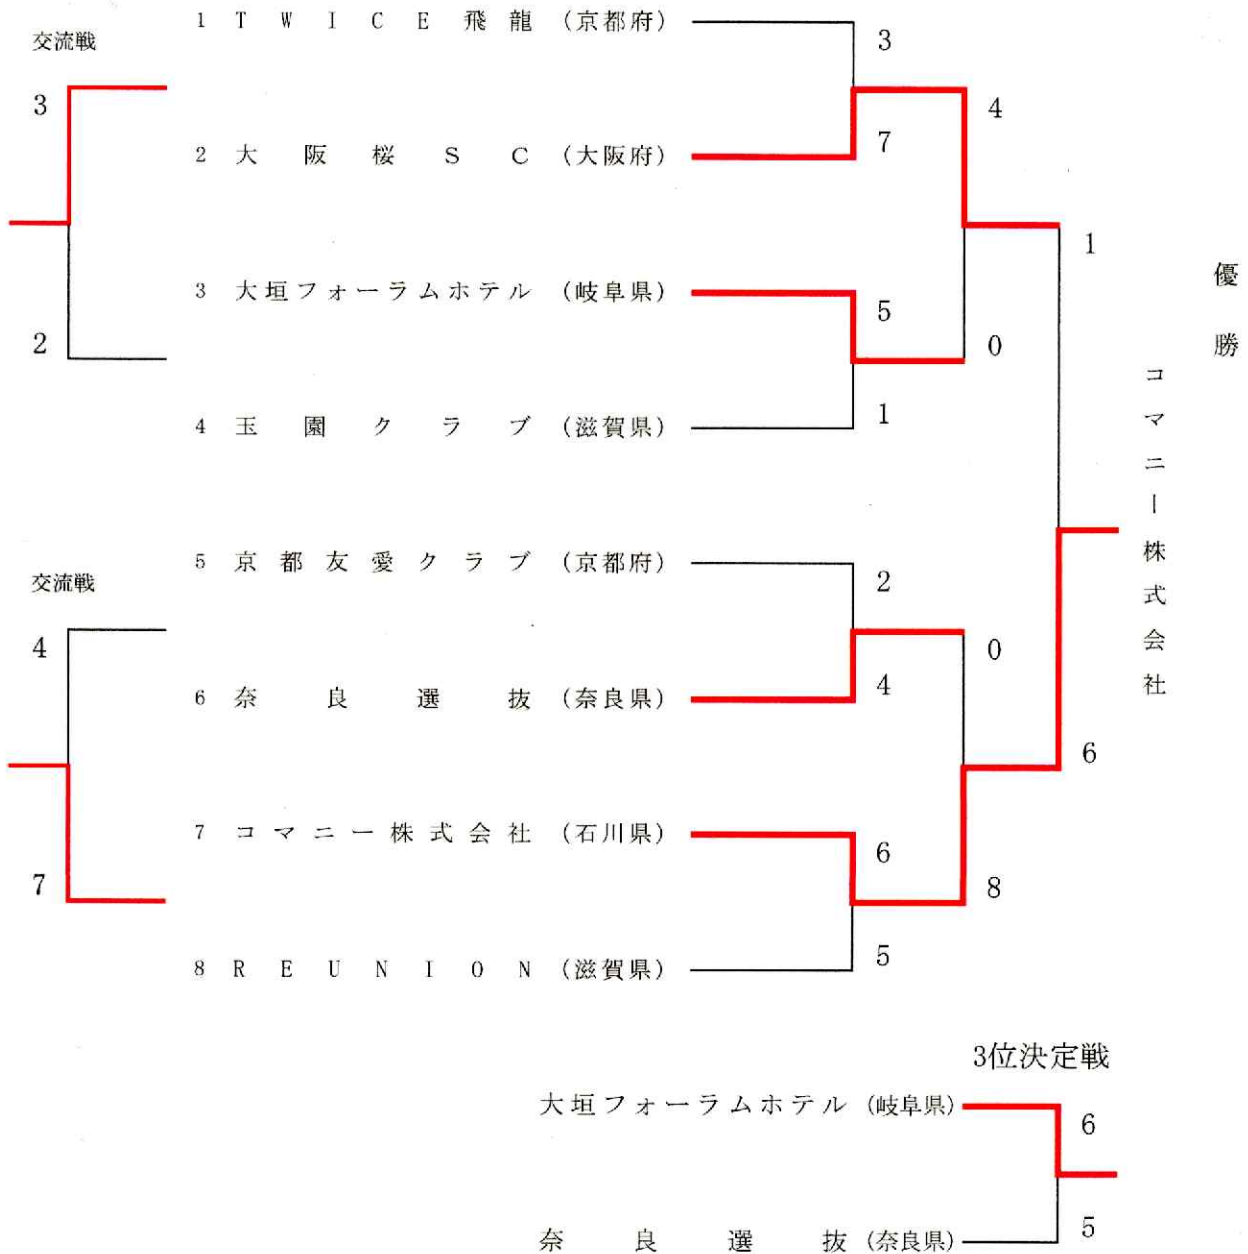 1 TWICE飛龍 (京都府)
交流戦
3
3
4
2 大阪桜SC (大阪府)
7
1
優勝
3 大垣フォーラムホテル (岐阜県)
5
2
0
コマニー株式会社
4 玉園クラブ (滋賀県)
1
5 京都友愛クラブ (京都府)
2
交流戦
4
0
6 奈良選抜 (奈良県)
4
6
7 コマニー株式会社 (石川県)
6
7
8
8 REUNION (滋賀県)
5
3位決定戦
大垣フォーラムホテル (岐阜県)
6
奈良選抜 (奈良県)
5